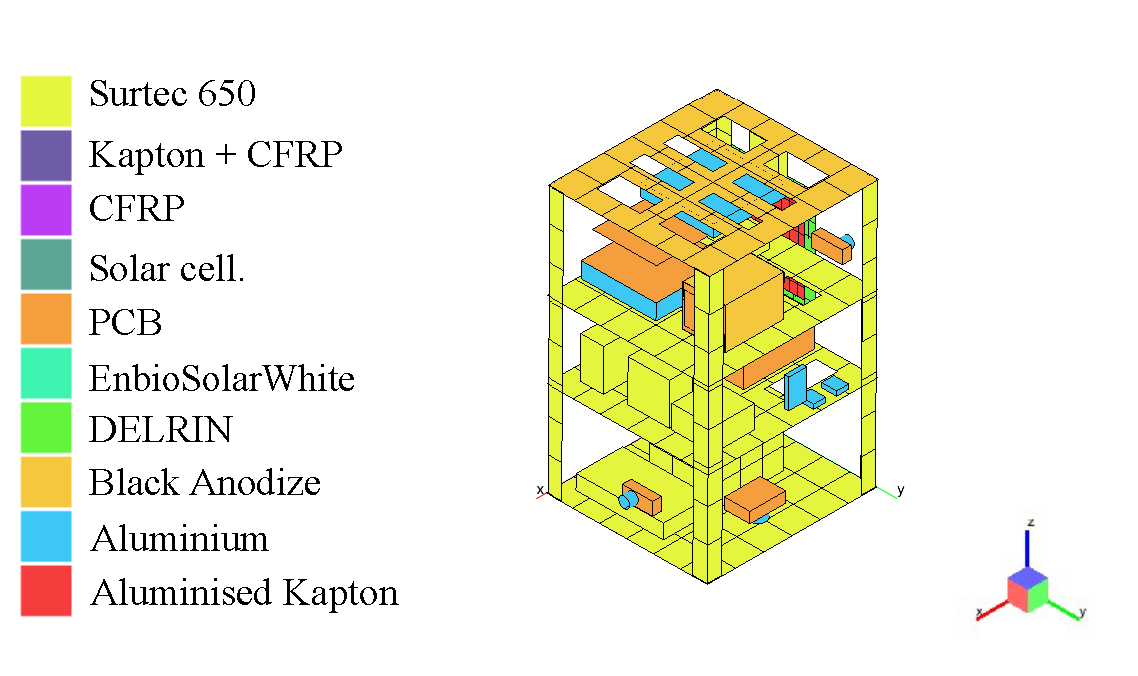 Surtec 650
Kapton + CFRP
CFRP
Solar cell.
PCB
EnbioSolarWhite
DELRIN
Black Anodize
Aluminium
Aluminised Kapton
x
y
z
x
y